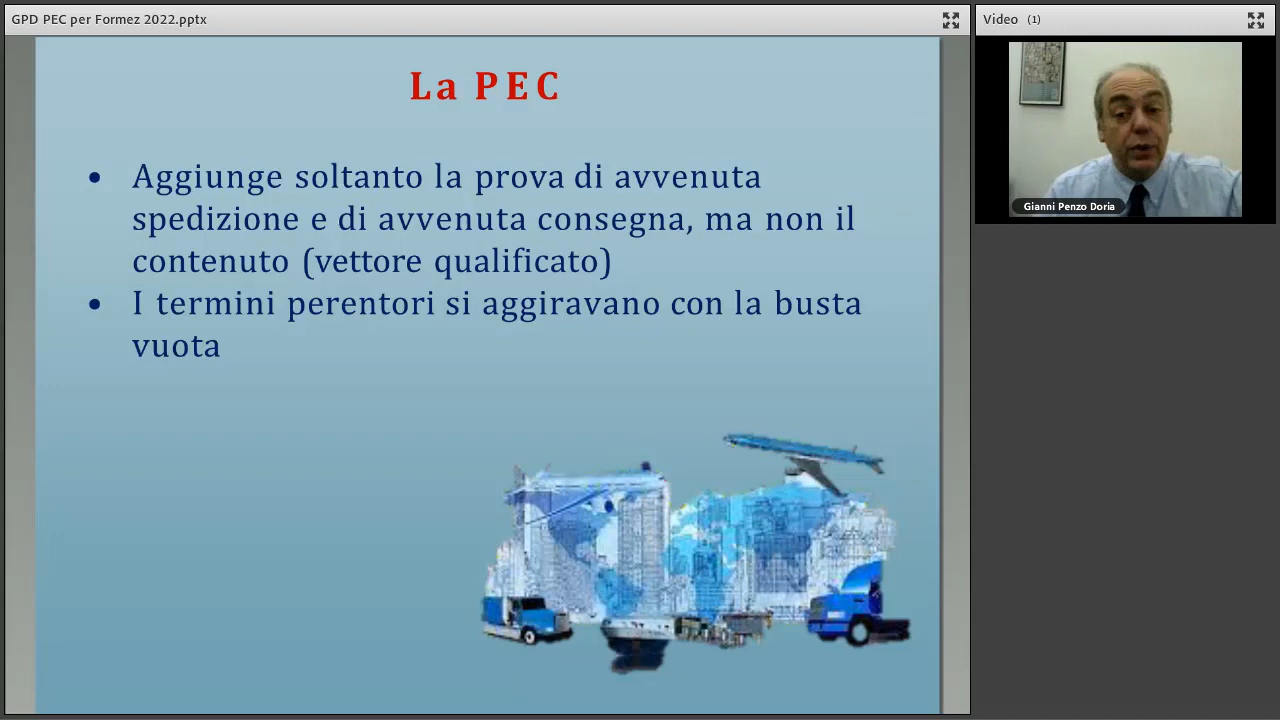 GPD PEC per Formez 2022.pptx
Video (1)
La PEC
• Aggiunge soltanto la prova di avvenuta
spedizione e di avvenuta consegna, ma non il
contenuto (vettore qualificato)
• I termini perentori si aggiravano con la busta
vuota
Gianni Penzo Doria